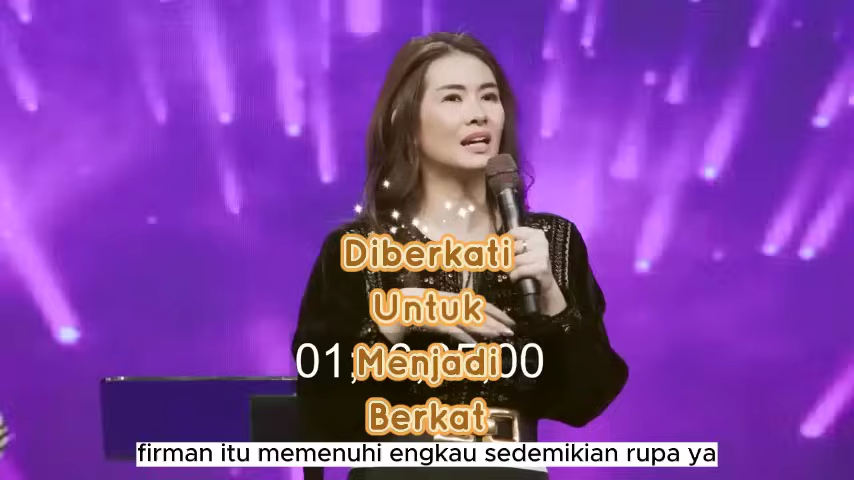 Diberkati
Untuk
Menjadi
Berkat
firman itu memenuhi engkau sedemikian rupa ya